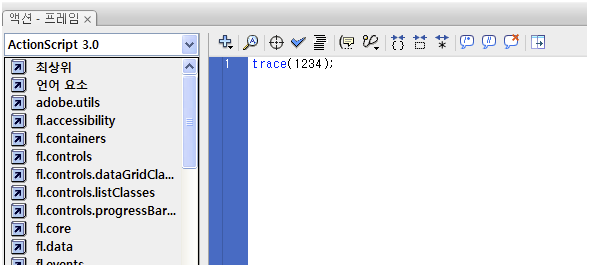 액션 - 프레임 ×
ActionScript 3.0
최상위
언어 요소
adobe.utils
fl.accessibility
fl.containers
fl.controls
fl.controls.dataGridCla...
fl.controls.listClasses
fl.controls.progressBar...
fl.core
fl.data
fl.events
1 trace(1234);